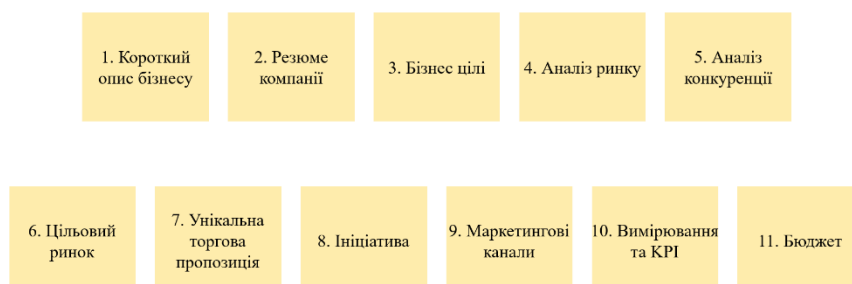 1. Короткий
опис бізнесу
2. Резюме
компанії
3. Бізнес цілі
4. Аналіз ринку
5. Аналіз
конкуренції
6. Цільовий
ринок
7. Унікальна
торгова
пропозиція
8. Ініціатива
9. Маркетингові
канали
10. Вимірювання
та KPI
11. Бюджет